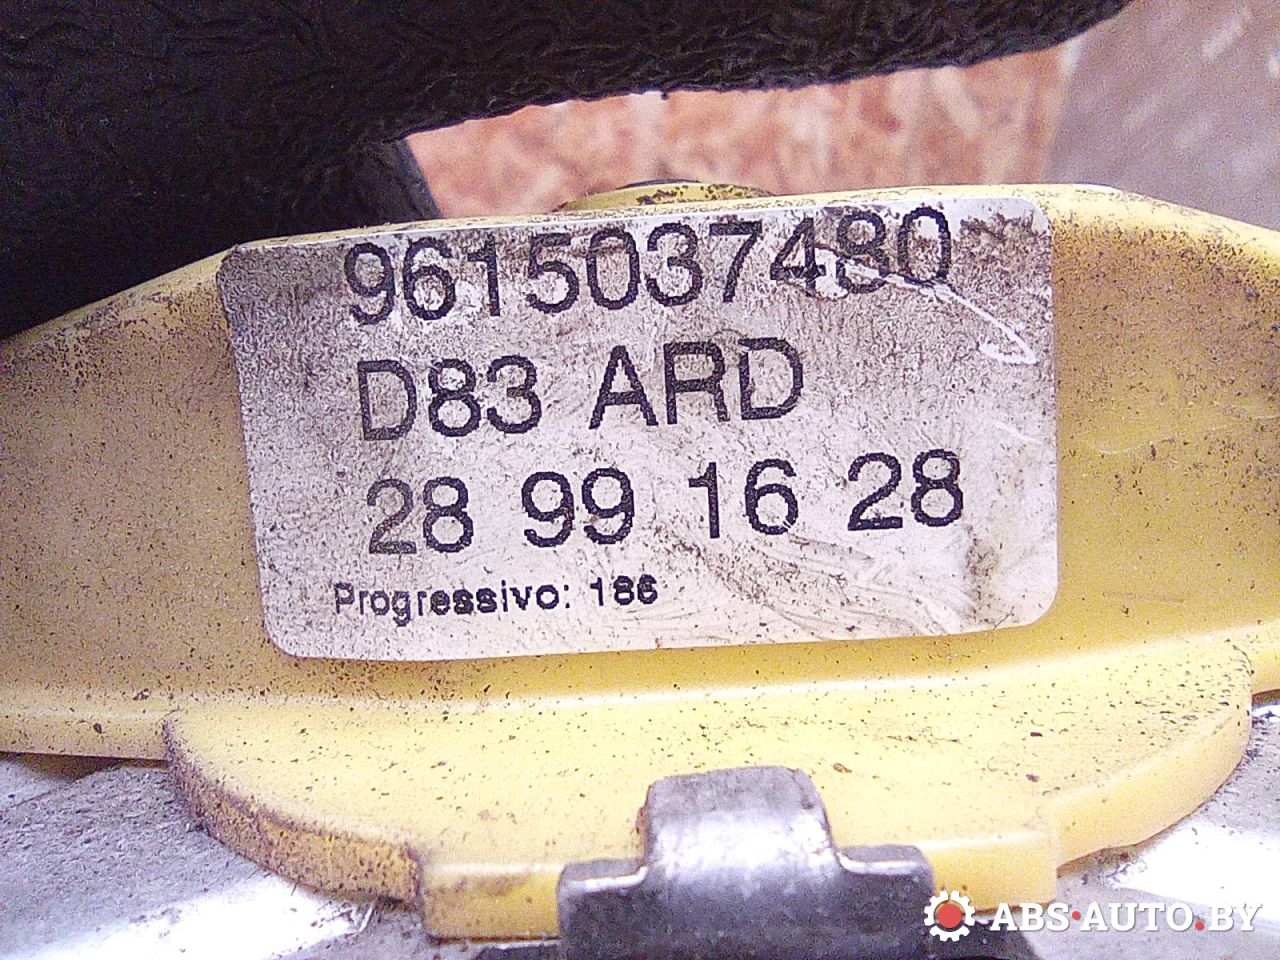 9615037480
D83 ARD
28 99 16 28
Progressivo: 186
ABS-AUTO.BY